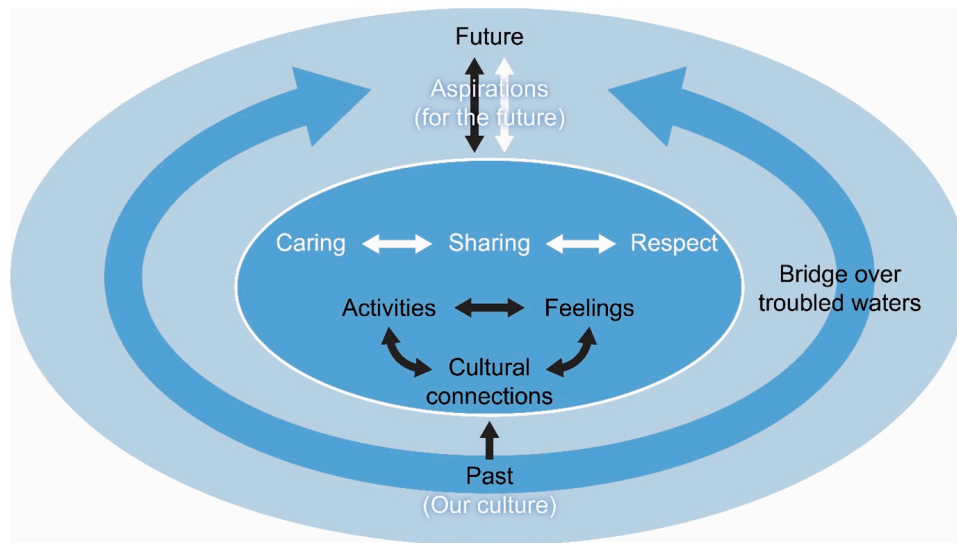 Future
Aspirations
(for the future)
Caring Sharing Respect
Bridge over
troubled waters
Activities Feelings
Cultural
connections
Past
(Our culture)